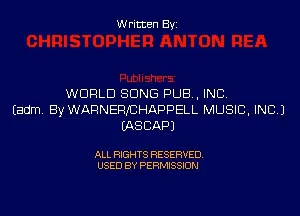 Written By:
CHRISTOPHER ANTON REA
Publishers:
WORLD SONG PUB., INC.
(adm. By WARNER/CHAPPELL MUSIC, INC.)
(ASCAP)
ALL RIGHTS RESERVED.
USED BY PERMISSION